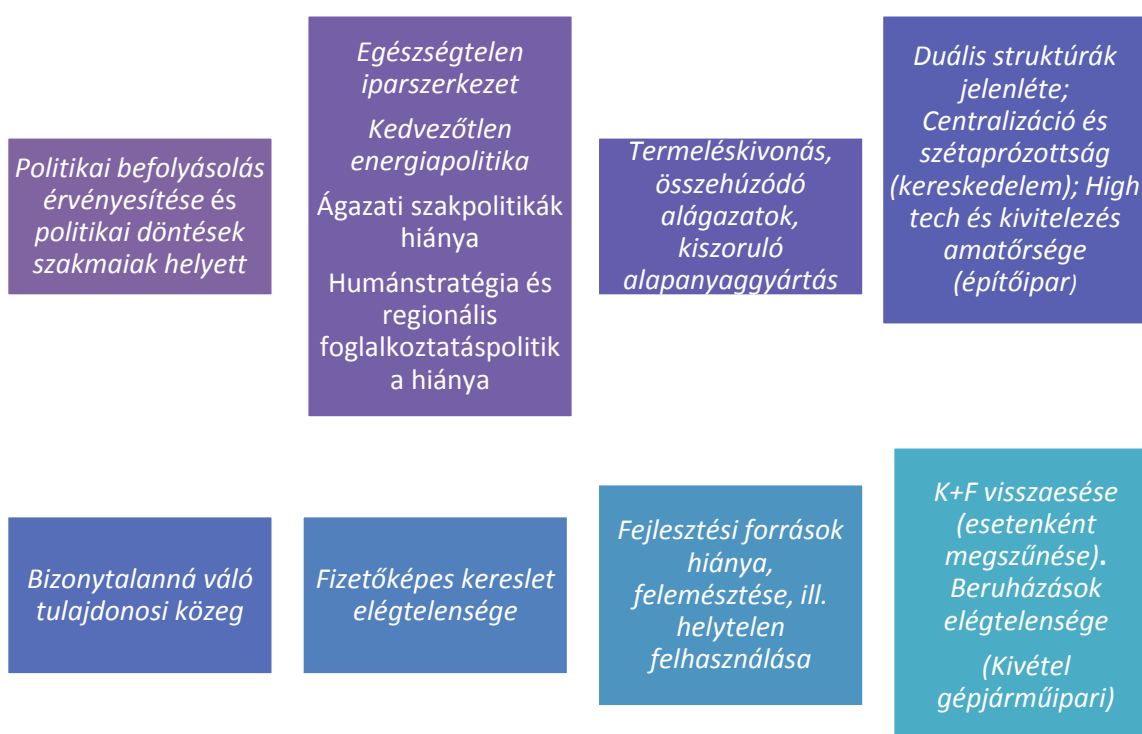 Politikai befolyásolás
érvényesítése és
politikai döntések
szakmaiak helyett
Egészségtelen
iparszerkezet
Kedvezőtlen
energiapolitika
Ágazati szakpolitikák
hiánya
Humánstratégia és
regionális
foglalkoztatáspolitik
a hiánya
Termeléskivonás,
összehúzódó
alágazatok,
kiszoruló
alapanyaggyártás
Duális struktúrák
jelenléte;
Centralizáció és
szétaprózottság
(kereskedelem); High
tech és kivitelezés
amatőrsége
(építőipar)
Bizonytalanná váló
tulajdonosi közeg
Fizetőképes kereslet
elégtelensége
Fejlesztési források
hiánya,
felemésztése, ill.
helytelen
felhasználása
K+F visszaesése
(esetenként
megszűnése).
Beruházások
elégtelensége
(Kivétel
gépjárműipari)